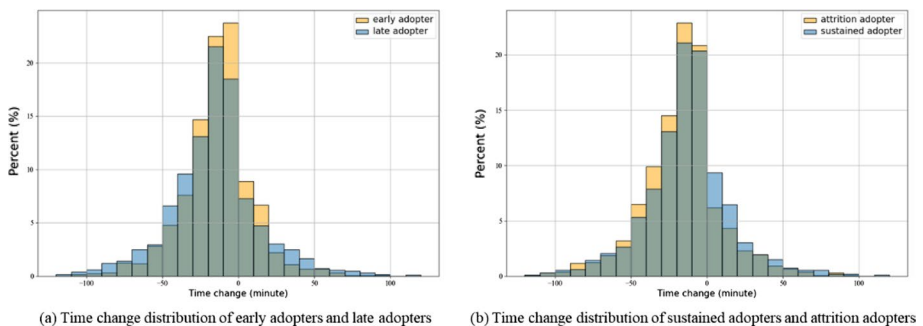 early adopter
late adopter
Percent (%)
20
15
10
5
0
−100
−50
0
50
100
Time change (minute)
(a) Time change distribution of early adopters and late adopters
attrition adopter
sustained adopter
Percent (%)
20
15
10
5
0
−100
−50
0
50
100
Time change (minute)
(b) Time change distribution of sustained adopters and attrition adopters